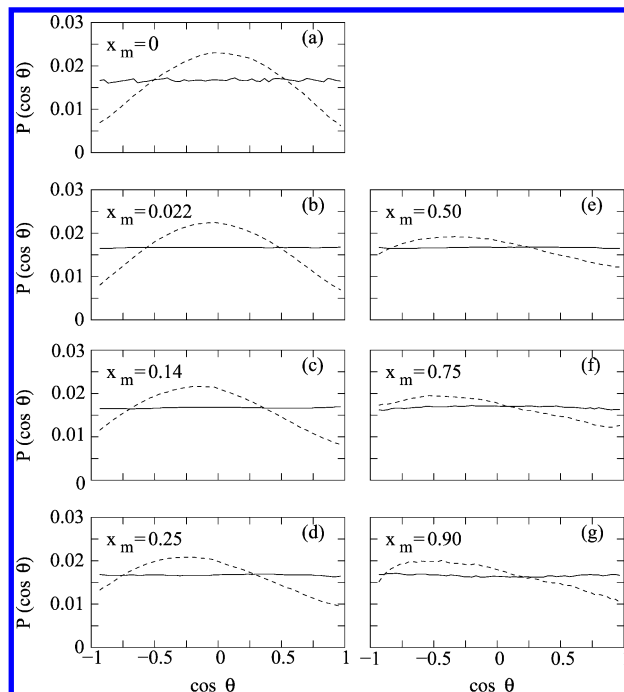 0.03
(a)
x m = 0
0.02
0.01
0
P (cos θ)
0.03
(b)
x m = 0.022
0.02
0.01
0
P (cos θ)
(e)
x m = 0.50
0.03
(c)
x m = 0.14
0.02
0.01
0
P (cos θ)
(f)
x m = 0.75
0.03
(d)
x m = 0.25
0.02
0.01
0
P (cos θ)
(g)
x m = 0.90
−1 −0.5 0 0.5 1
−1 −0.5 0 0.5 1
cos θ
cos θ